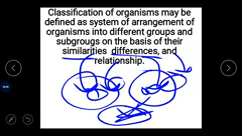 Classification of organisms may be
defined as system of arrangement of
organisms into different groups and
subgroups on the basis of their
similarities differences, and
relationship.